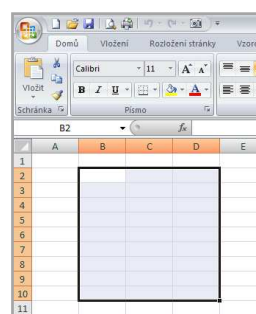 Domů Vložení Rozložení stránky Vzor
Calibri 11 A A
Vložit B I U A
Schránka Písmo
B2 fx
A B C D E
1
2
3
4
5
6
7
8
9
10
11